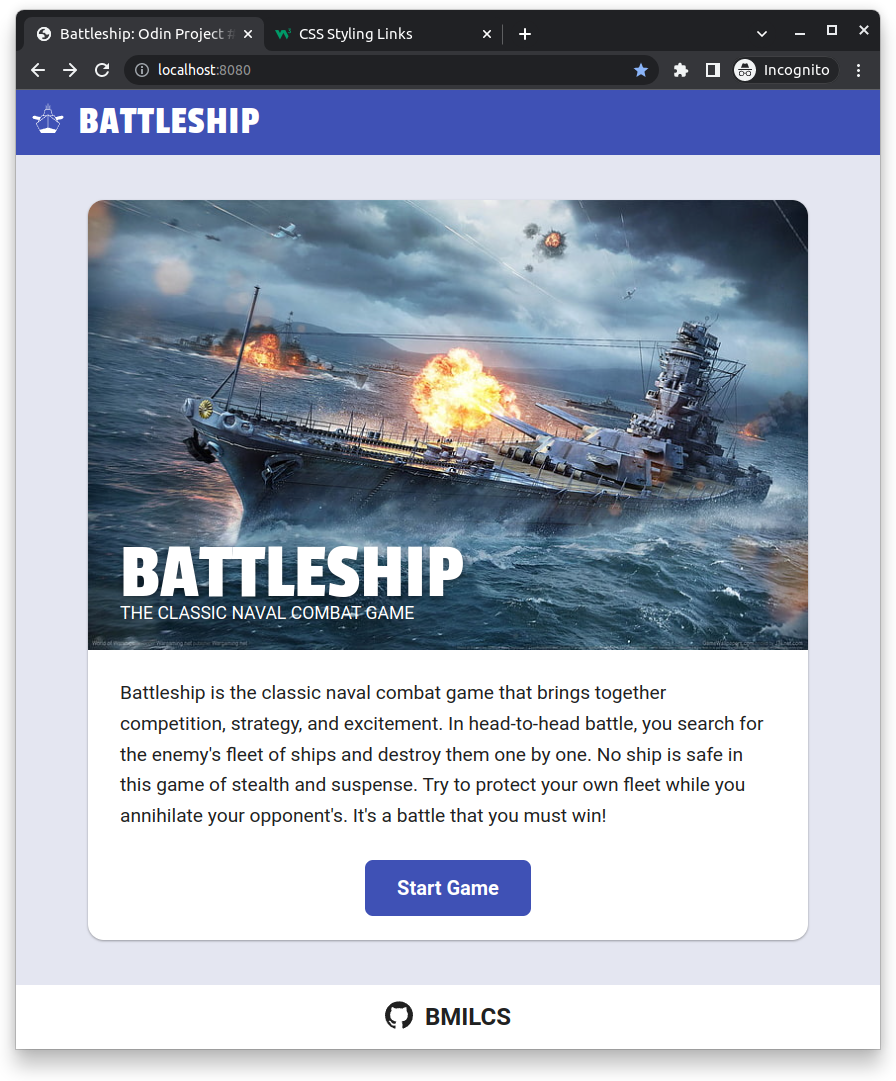 Battleship: Odin Project #
CSS Styling Links
localhost:8080
Incognito
BATTLESHIP
BATTLESHIP
THE CLASSIC NAVAL COMBAT GAME
Battleship is the classic naval combat game that brings together
competition, strategy, and excitement. In head-to-head battle, you search for
the enemy's fleet of ships and destroy them one by one. No ship is safe in
this game of stealth and suspense. Try to protect your own fleet while you
annihilate your opponent's. It's a battle that you must win!
Start Game
BMILCS